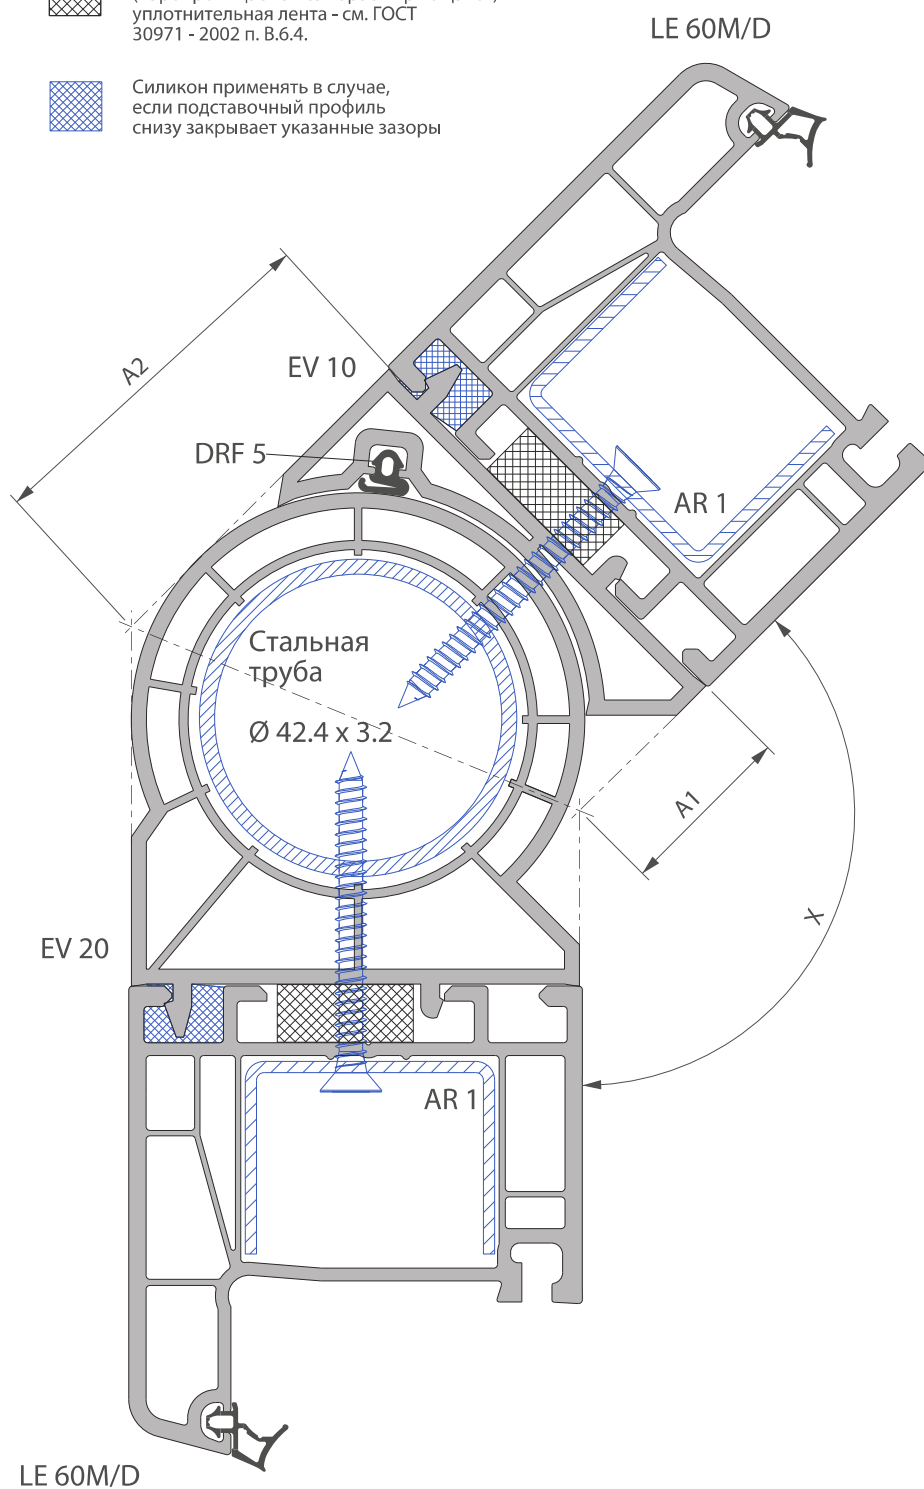 уплотнительная лента - см. ГОСТ
30971 - 2002 п. В.6.4.
LE 60M/D
Силикон применять в случае,
если подставочный профиль
снизу закрывает указанные зазоры
A2
EV 10
DRF 5
AR 1
Стальная
труба
Ø 42.4 x 3.2
A1
X
EV 20
AR 1
LE 60M/D